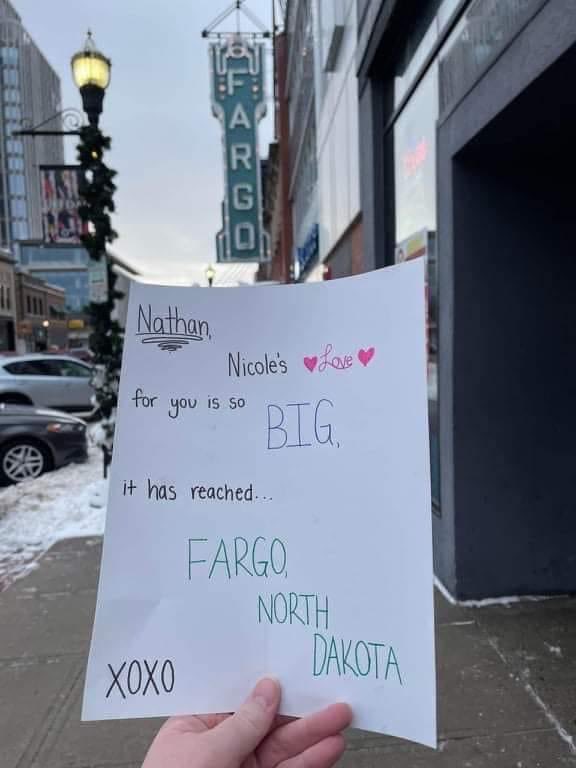 FARGO
Nathan,
Nicole's Love
for you is so BIG,
it has reached...
FARGO,
NORTH
DAKOTA
XOXO